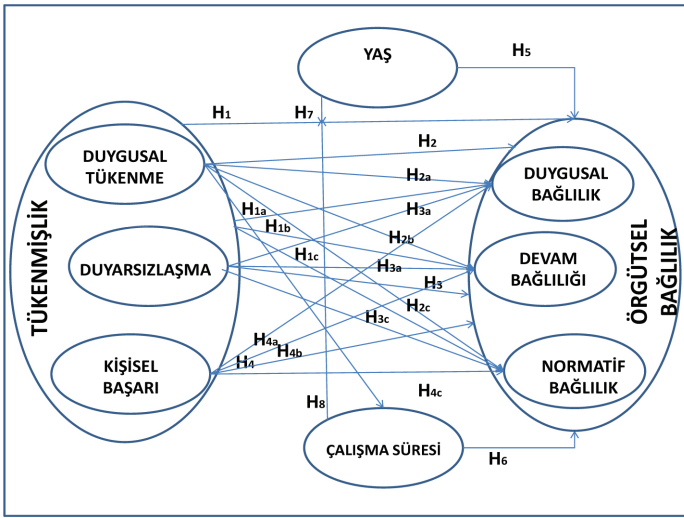 YAŞ
H5
H1
H7
H2
DUYGUSAL
TÜKENME
H2a
DUYGUSAL
BAĞLILIK
H1a
H3a
H1b
H2b
TÜKENMİŞLİK
DUYARSIZLAŞMA
H1c
H3a
DEVAM
BAĞLILIĞI
ÖRGÜTSEL
BAĞLILIK
H3
H2c
H3c
H4a
H4b
H4
KİŞİSEL
BAŞARI
NORMATİF
BAĞLILIK
H4c
H8
ÇALIŞMA SÜRESİ
H6